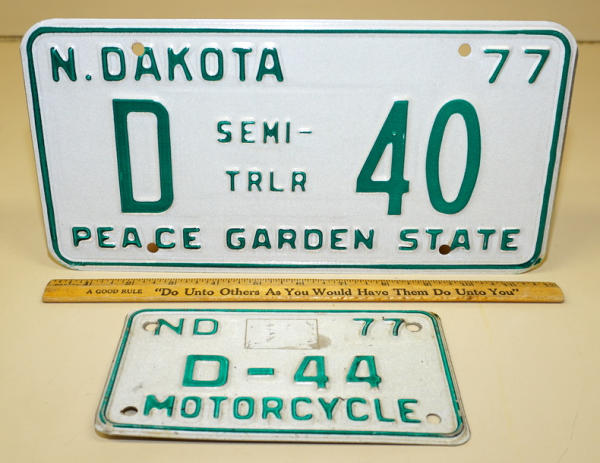 N. DAKOTA 77
D SEMI- 40
TRLR
PEACE GARDEN STATE
A GOOD RULE "Do Unto Others As You Would Have Them Do Unto You"
ND 77
D-44
MOTORCYCLE